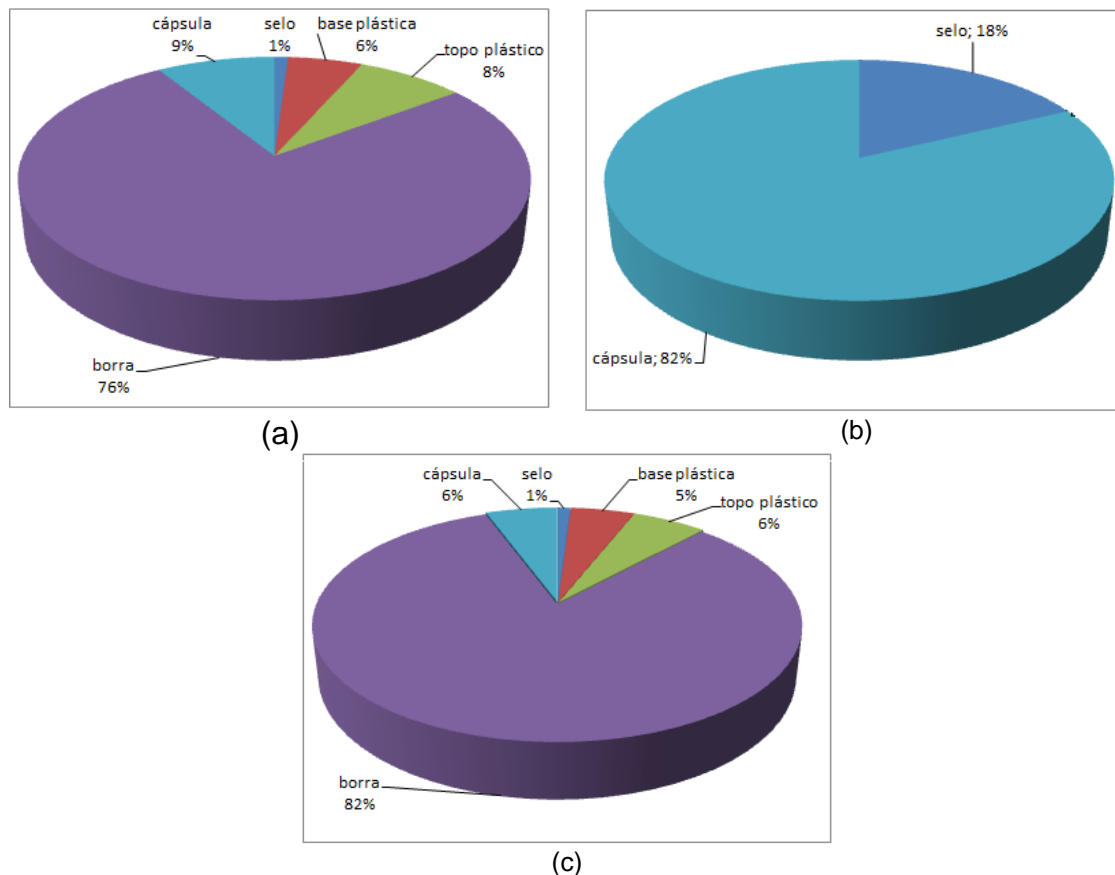 cápsula
9%
selo
1%
base plástica
6%
topo plástico
8%
borra
76%
(a)
selo; 18%
cápsula; 82%
(b)
cápsula
6%
selo
1%
base plástica
5%
topo plástico
6%
borra
82%
(c)